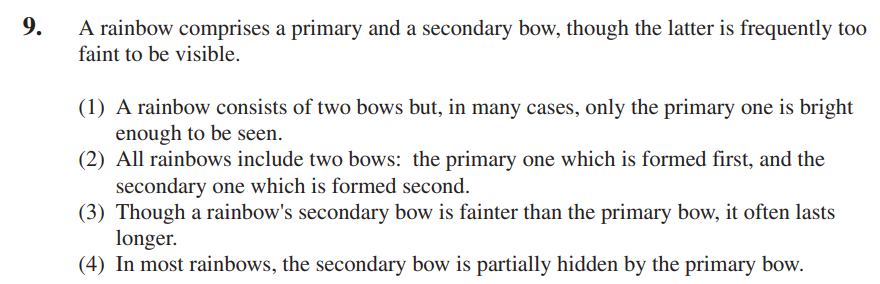 9. A rainbow comprises a primary and a secondary bow, though the latter is frequently too
faint to be visible.
(1) A rainbow consists of two bows but, in many cases, only the primary one is bright
enough to be seen.
(2) All rainbows include two bows: the primary one which is formed first, and the
secondary one which is formed second.
(3) Though a rainbow's secondary bow is fainter than the primary bow, it often lasts
longer.
(4) In most rainbows, the secondary bow is partially hidden by the primary bow.